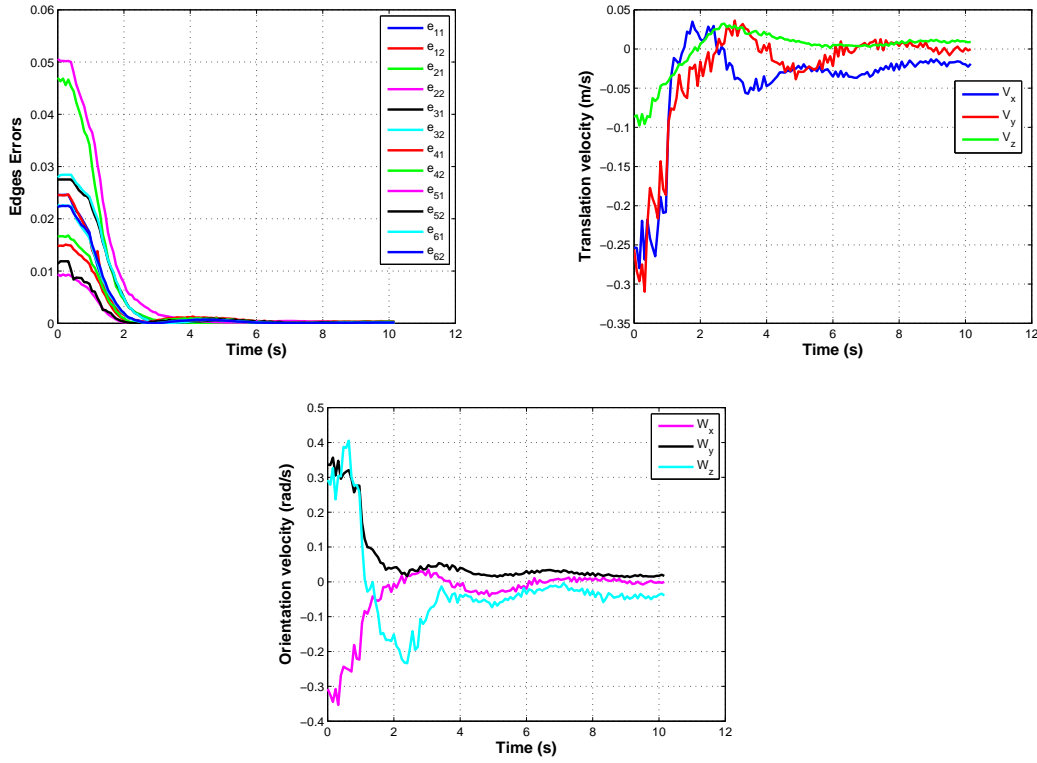 0.06
0.05
0.04
0.03
0.02
0.01
0
0 2 4 6 8 10 12
Edges Errors
Time (s)
e11
e12
e21
e22
e31
e32
e41
e42
e51
e52
e61
e62
0.05
0
−0.05
−0.1
−0.15
−0.2
−0.25
−0.3
−0.35
0 2 4 6 8 10 12
Translation velocity (m/s)
Time (s)
Vx
Vy
Vz
0.5
0.4
0.3
0.2
0.1
0
−0.1
−0.2
−0.3
−0.4
0 2 4 6 8 10 12
Orientation velocity (rad/s)
Time (s)
Wx
Wy
Wz